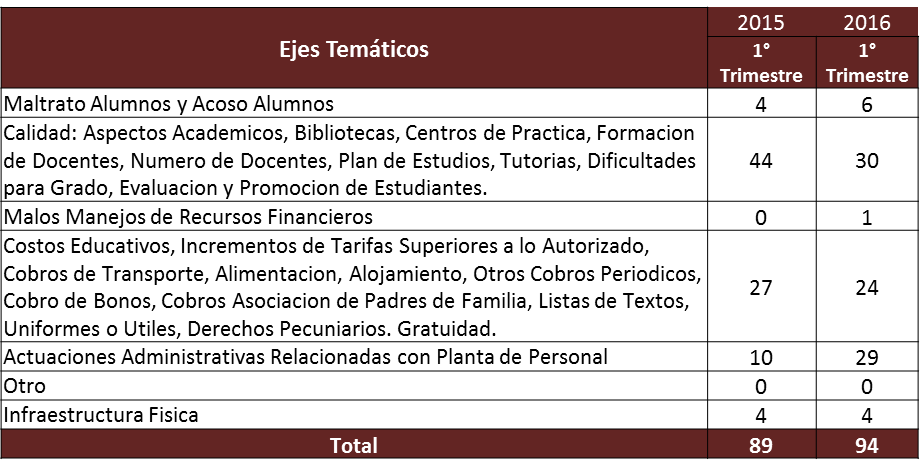 Ejes Temáticos 2015 2016
1° Trimestre 1° Trimestre
Maltrato Alumnos y Acoso Alumnos 4 6
Calidad: Aspectos Academicos, Bibliotecas, Centros de Practica, Formacion
de Docentes, Numero de Docentes, Plan de Estudios, Tutorias, Dificultades 44 30
para Grado, Evaluacion y Promocion de Estudiantes.
Malos Manejos de Recursos Financieros 0 1
Costos Educativos, Incrementos de Tarifas Superiores a lo Autorizado,
Cobros de Transporte, Alimentacion, Alojamiento, Otros Cobros Periodicos, 27 24
Cobro de Bonos, Cobros Asociacion de Padres de Familia, Listas de Textos,
Uniformes o Utiles, Derechos Pecuniarios. Gratuidad.
Actuaciones Administrativas Relacionadas con Planta de Personal 10 29
Otro 0 0
Infraestructura Fisica 4 4
Total 89 94